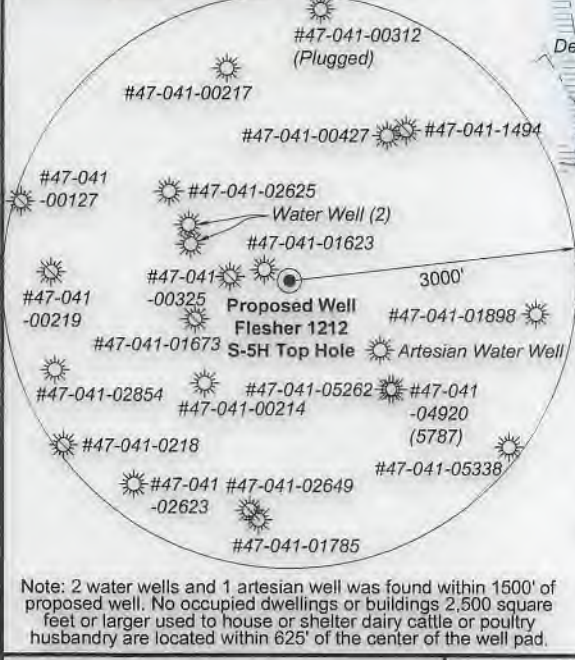 #47-041-00312
(Plugged)
De
#47-041-00217
#47-041-00427
#47-041-1494
#47-041
-00127
#47-041-02625
Water Well (2)
#47-041-01623
#47-041
-00325
3000'
#47-041
-00219
Proposed Well
Flesher 1212
S-5H Top Hole
#47-041-01898
#47-041-01673
Artesian Water Well
#47-041-02854
#47-041-00214
#47-041-05262
#47-041
-04920
(5787)
#47-041-0218
#47-041-05338
#47-041
-02623
#47-041-02649
#47-041-01785
Note: 2 water wells and 1 artesian well was found within 1500' of
proposed well. No occupied dwellings or buildings 2,500 square
feet or larger used to house or shelter dairy cattle or poultry
husbandry are located within 625' of the center of the well pad.